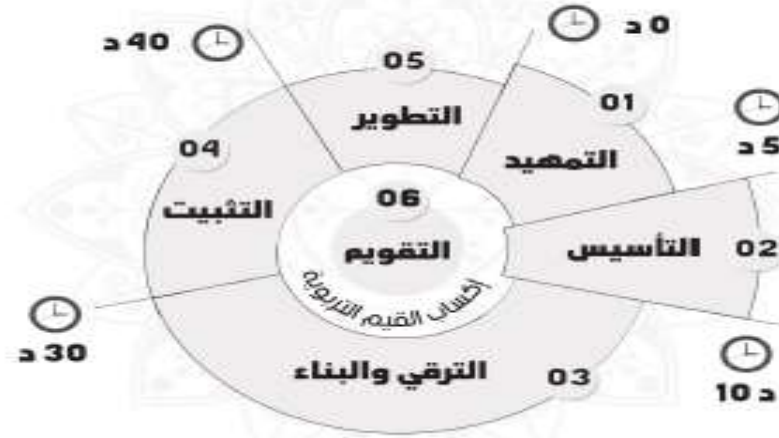 0 د
01
التمهيد
5 د
02
التأسيس
10 د
03
الترقي والبناء
30 د
04
التثبيت
40 د
05
التطوير
06
التقويم
إكساب القيم التربوية